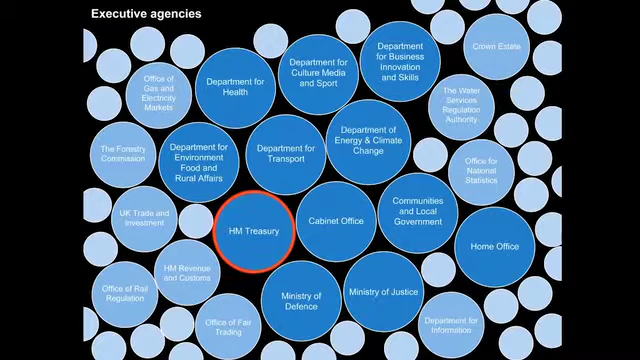 Executive agencies
Crown Estate
Department
for Business
Innovation
and Skills
Department for
Culture Media
and Sport
Office of
Gas and
Electricity
Markets
Department for
Health
The Water
Services
Regulation
Authority
Department of
Energy & Climate
Change
The Forestry
Commission
Department for
Environment
Food and
Rural Affairs
Department for
Transport
Office for
National
Statistics
UK Trade and
Investment
HM Treasury
Cabinet Office
Communities
and Local
Government
Home Office
HM Revenue
and Customs
Office of Rail
Regulation
Ministry of
Defence
Ministry of Justice
Office of Fair
Trading
Department for
Information